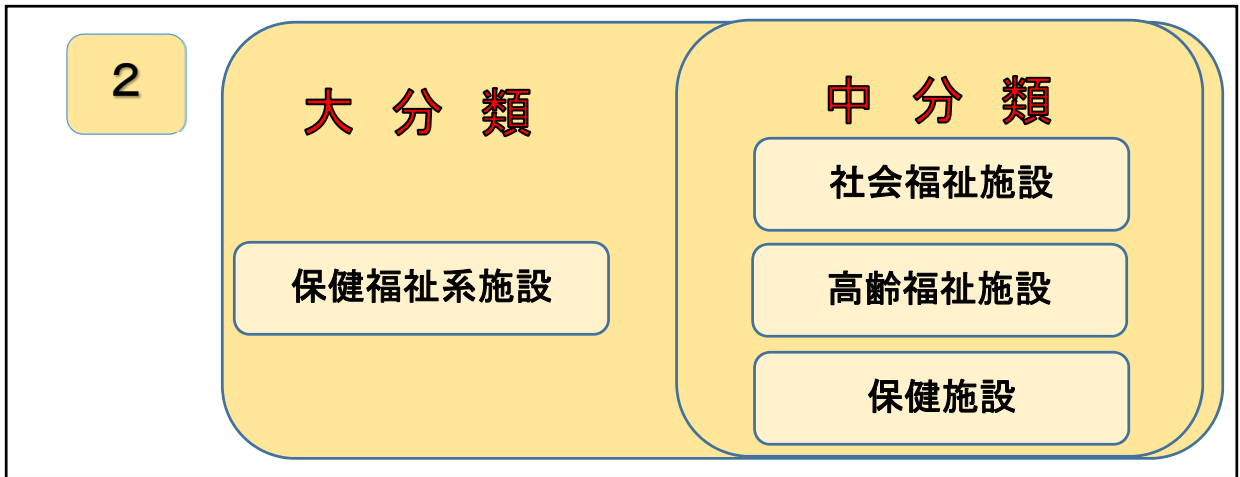 ２
大分類
中分類
社会福祉施設
保健福祉系施設
高齢福祉施設
保健施設